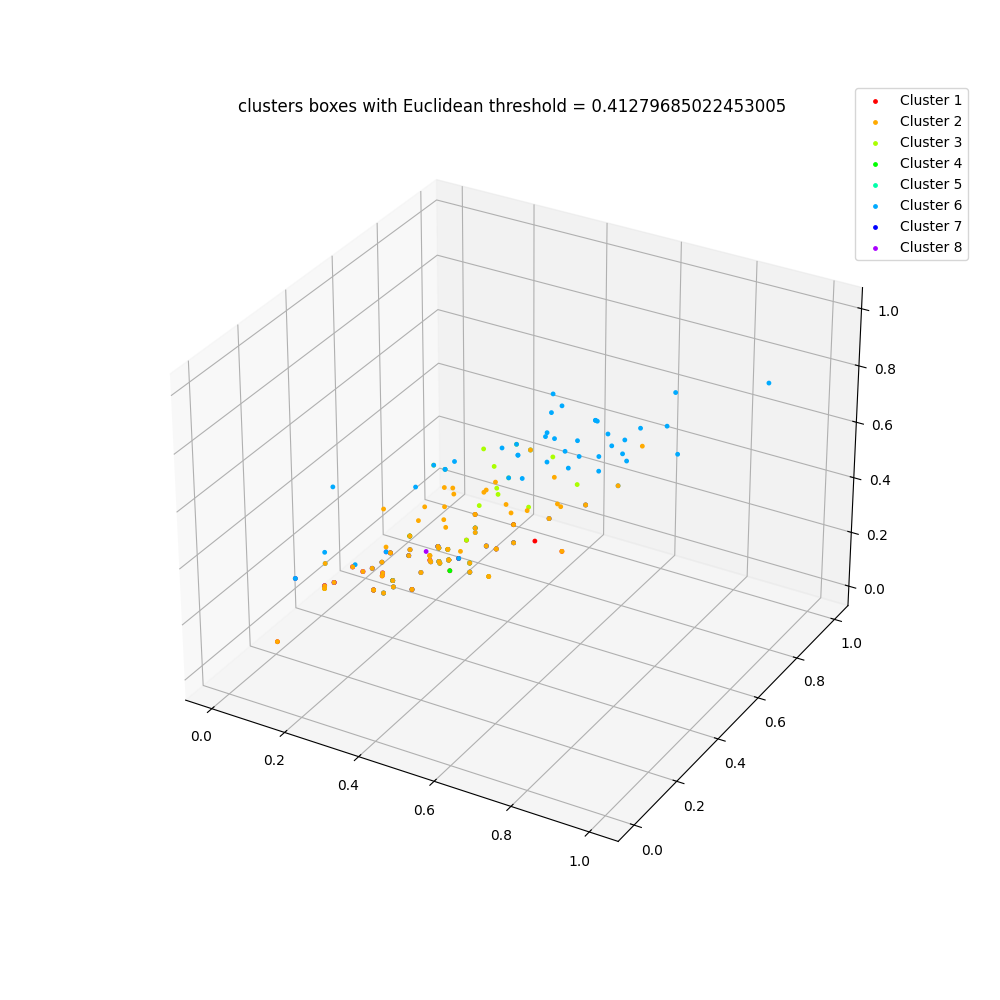 clusters boxes with Euclidean threshold = 0.41279685022453005
Cluster 1
Cluster 2
Cluster 3
Cluster 4
Cluster 5
Cluster 6
Cluster 7
Cluster 8
1.0
0.8
0.6
0.4
0.2
0.0
0.0
0.2
0.4
0.6
0.8
1.0
0.0
0.2
0.4
0.6
0.8
1.0